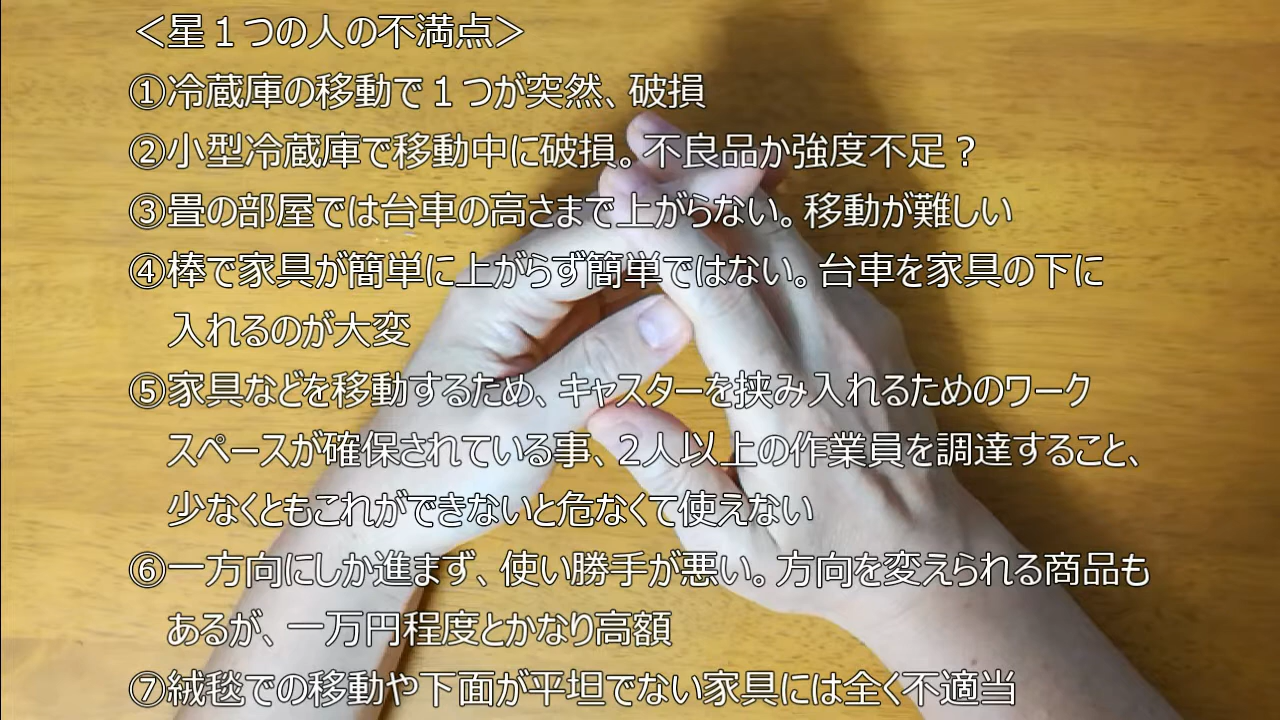 ＜星１つの人の不満点＞
①冷蔵庫の移動で１つが突然、破損
②小型冷蔵庫で移動中に破損。不良品か強度不足？
③畳の部屋では台車の高さまで上がらない。移動が難しい
④棒で家具が簡単に上がらず簡単ではない。台車を家具の下に
入れるのが大変
⑤家具などを移動するため、キャスターを挟み入れるためのワーク
スペースが確保されている事、2人以上の作業員を調達すること、
少なくともこれができないと危なくて使えない
⑥一方向にしか進まず、使い勝手が悪い。方向を変えられる商品も
あるが、一万円程度とかなり高額
⑦絨毯での移動や下面が平坦でない家具には全く不適当